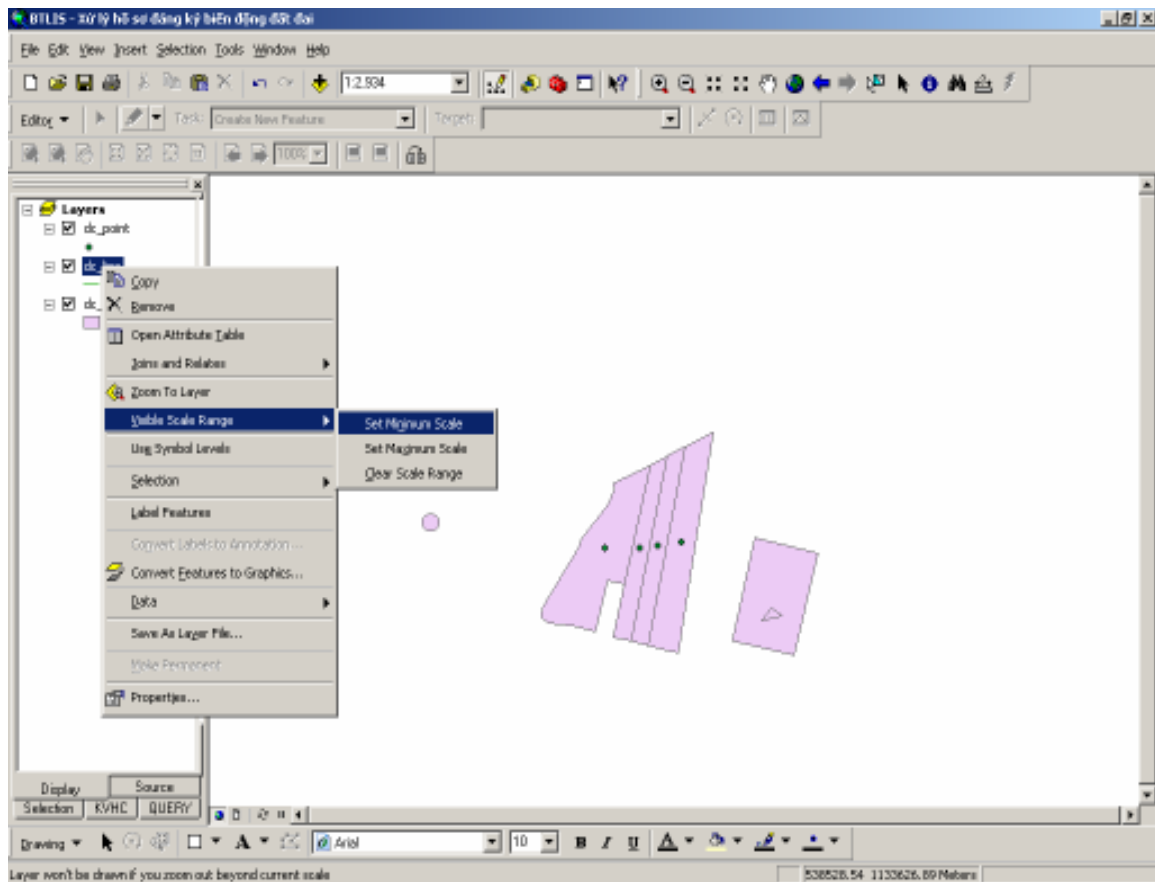 BTLIS - Xử lý hồ sơ đăng ký biến động đất đai
File Edit View Insert Selection Tools Window Help
1:2,934
Editor Task: Create New Feature Target:
100%
Layers
dc_point
dc_
Copy
Remove
Open Attribute Table
Joins and Relates
Zoom To Layer
Visible Scale Range
Use Symbol Levels
Selection
Label Features
Convert Labels to Annotation...
Convert Features to Graphics...
Data
Save As Layer File...
Make Permanent
Properties...
Set Minimum Scale
Set Maximum Scale
Clear Scale Range
Display Source
Selection KVHC QUERY
Drawing A Arial 10 B I U A
Layer won't be drawn if you zoom out beyond current scale
538528.54 1133626.89 Meters